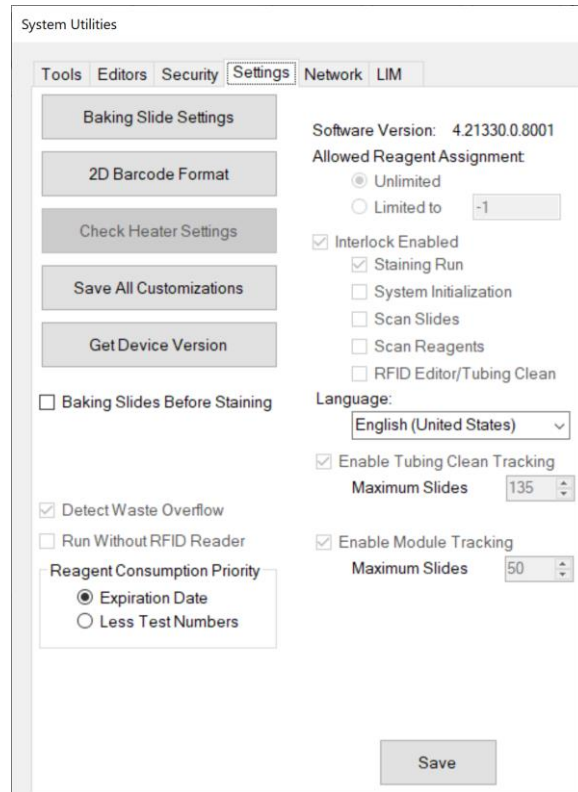 System Utilities
Tools Editors Security Settings Network LIM
Baking Slide Settings
2D Barcode Format
Check Heater Settings
Save All Customizations
Get Device Version
Baking Slides Before Staining
Detect Waste Overflow
Run Without RFID Reader
Reagent Consumption Priority
Expiration Date
Less Test Numbers
Software Version: 4.21330.0.8001
Allowed Reagent Assignment:
Unlimited
Limited to -1
Interlock Enabled
Staining Run
System Initialization
Scan Slides
Scan Reagents
RFID Editor/Tubing Clean
Language:
English (United States)
Enable Tubing Clean Tracking
Maximum Slides 135
Enable Module Tracking
Maximum Slides 50
Save